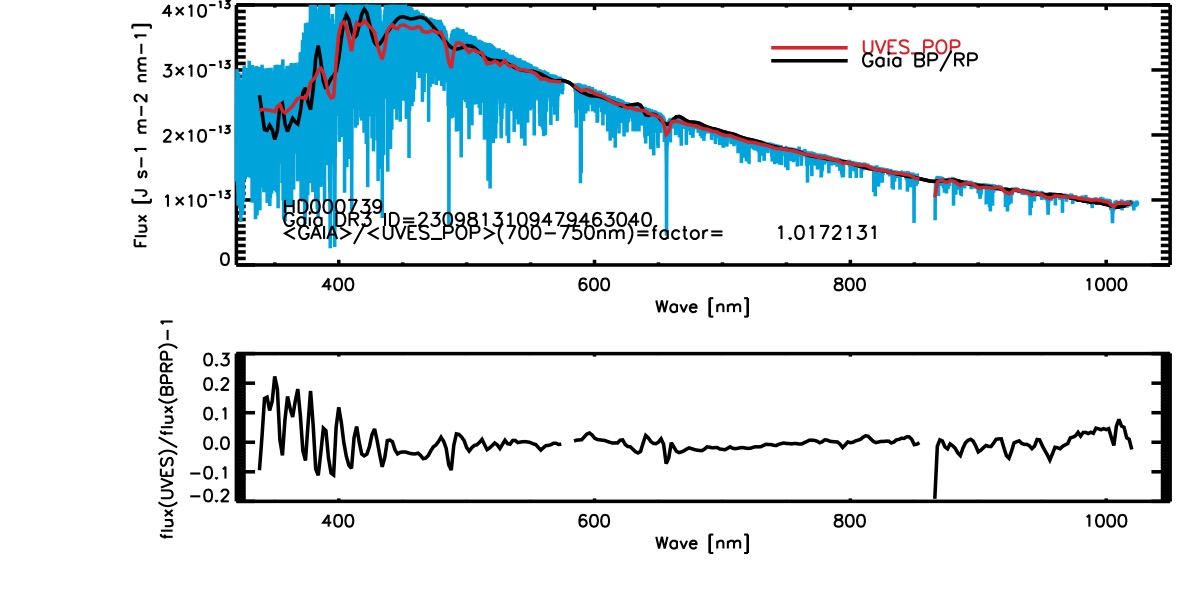 Flux [J s-1 m-2 nm-1]
4×10-13
3×10-13
2×10-13
1×10-13
0
UVES_POP
Gaia BP/RP
HD000739
Gaia DR3 ID=2309813109479463040
<GAIA>/<UVES_POP>(700-750nm)=factor= 1.0172131
400 600 800 1000
Wave [nm]
flux(UVES)/flux(BPRP)-1
0.3
0.2
0.1
0.0
-0.1
-0.2
400 600 800 1000
Wave [nm]